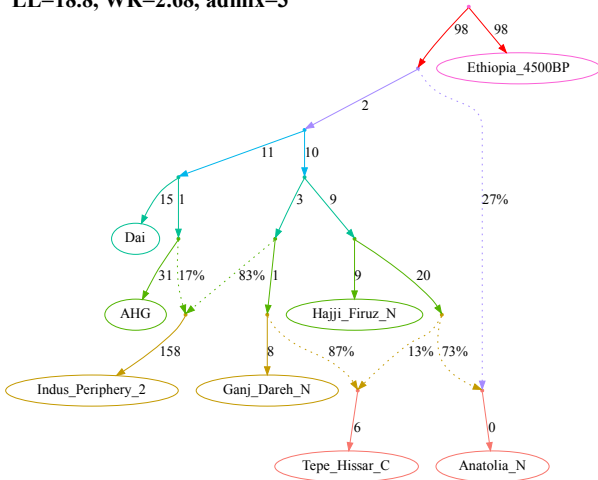 LL=18.8, WR=2.68, admix=3
98 98
Ethiopia_4500BP
2
11 10
15 1 3 9 27%
Dai
31 17% 83% 1 9 20
AHG Hajji_Firuz_N
158 8 87% 13% 73%
Indus_Periphery_2 Ganj_Dareh_N
6 0
Tepe_Hissar_C Anatolia_N